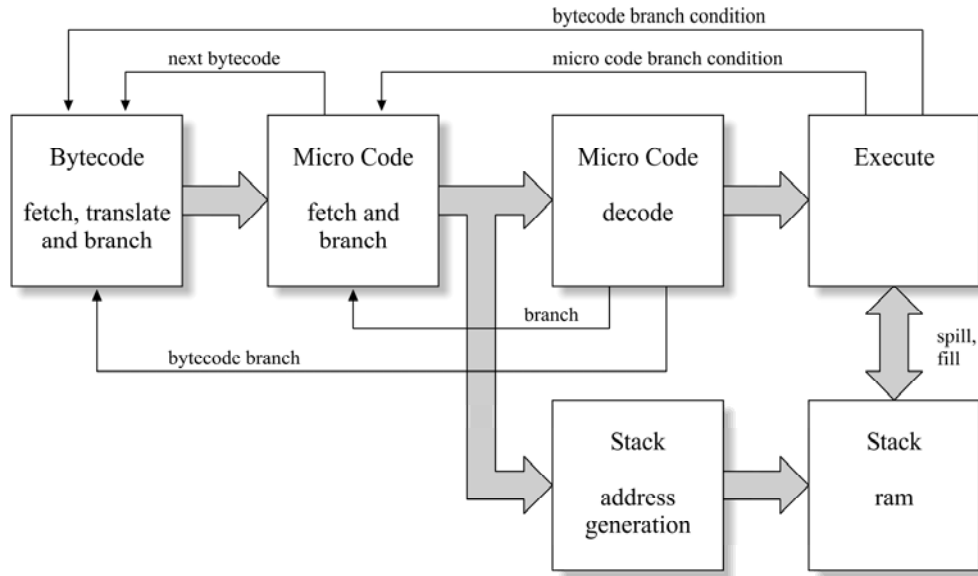 bytecode branch condition
next bytecode
micro code branch condition
Bytecode
fetch, translate
and branch
Micro Code
fetch and
branch
Micro Code
decode
Execute
branch
bytecode branch
spill,
fill
Stack
address
generation
Stack
ram